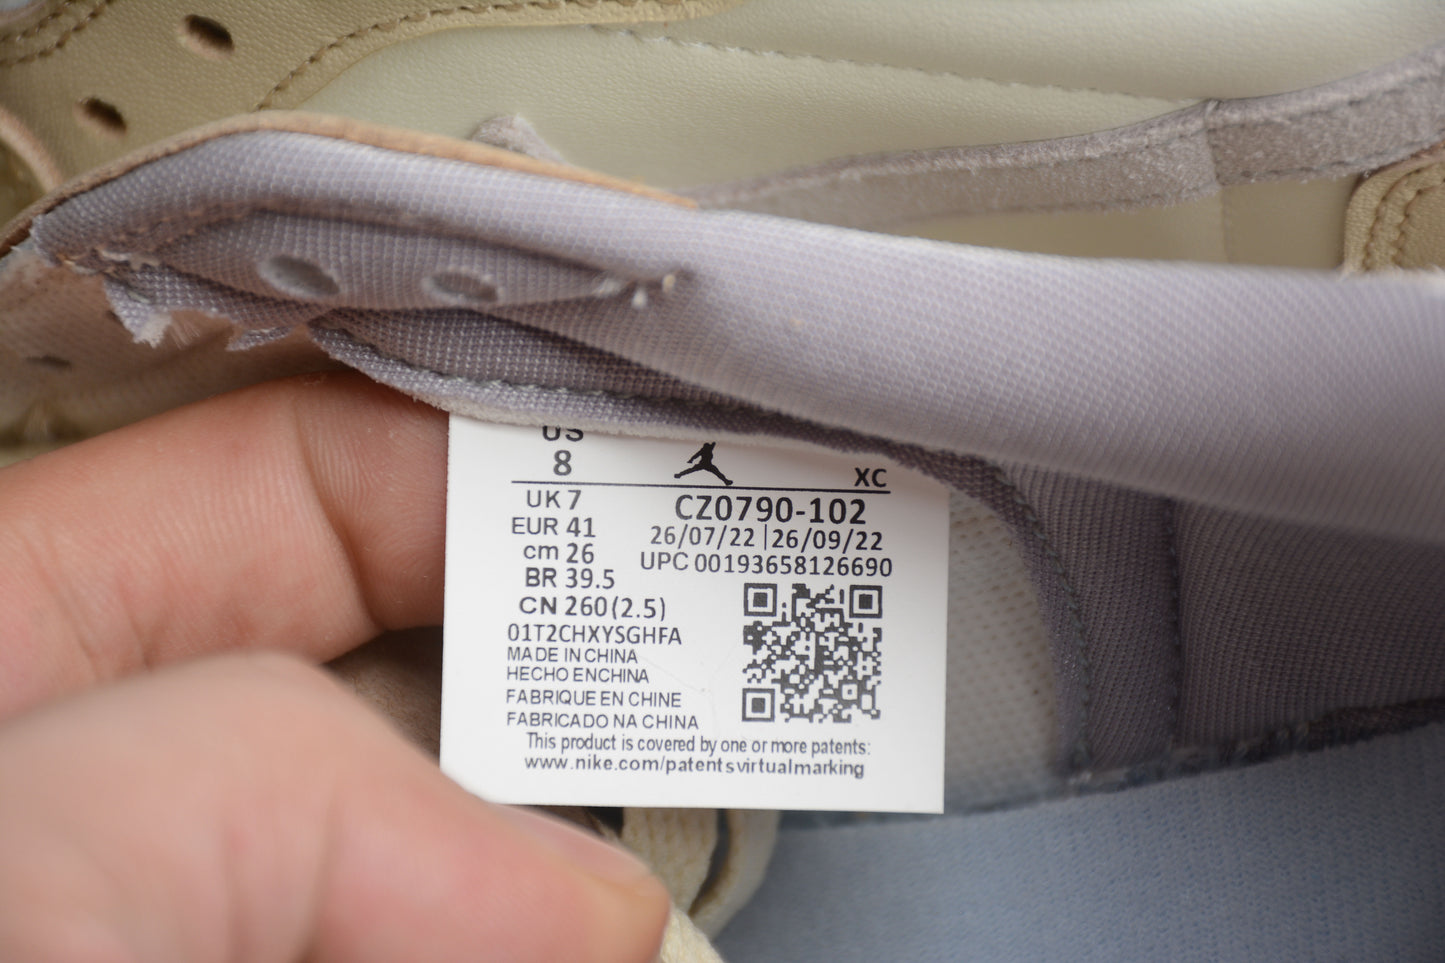 US
8
XC
UK 7
EUR 41
cm 26
BR 39.5
CN 260(2.5)
CZ0790-102
26/07/22 | 26/09/22
UPC 00193658126690
01T2CHXYSGHFA
MADE IN CHINA
HECHO EN CHINA
FABRIQUE EN CHINE
FABRICADO NA CHINA
This product is covered by one or more patents:
www.nike.com/patentsvirtualmarking